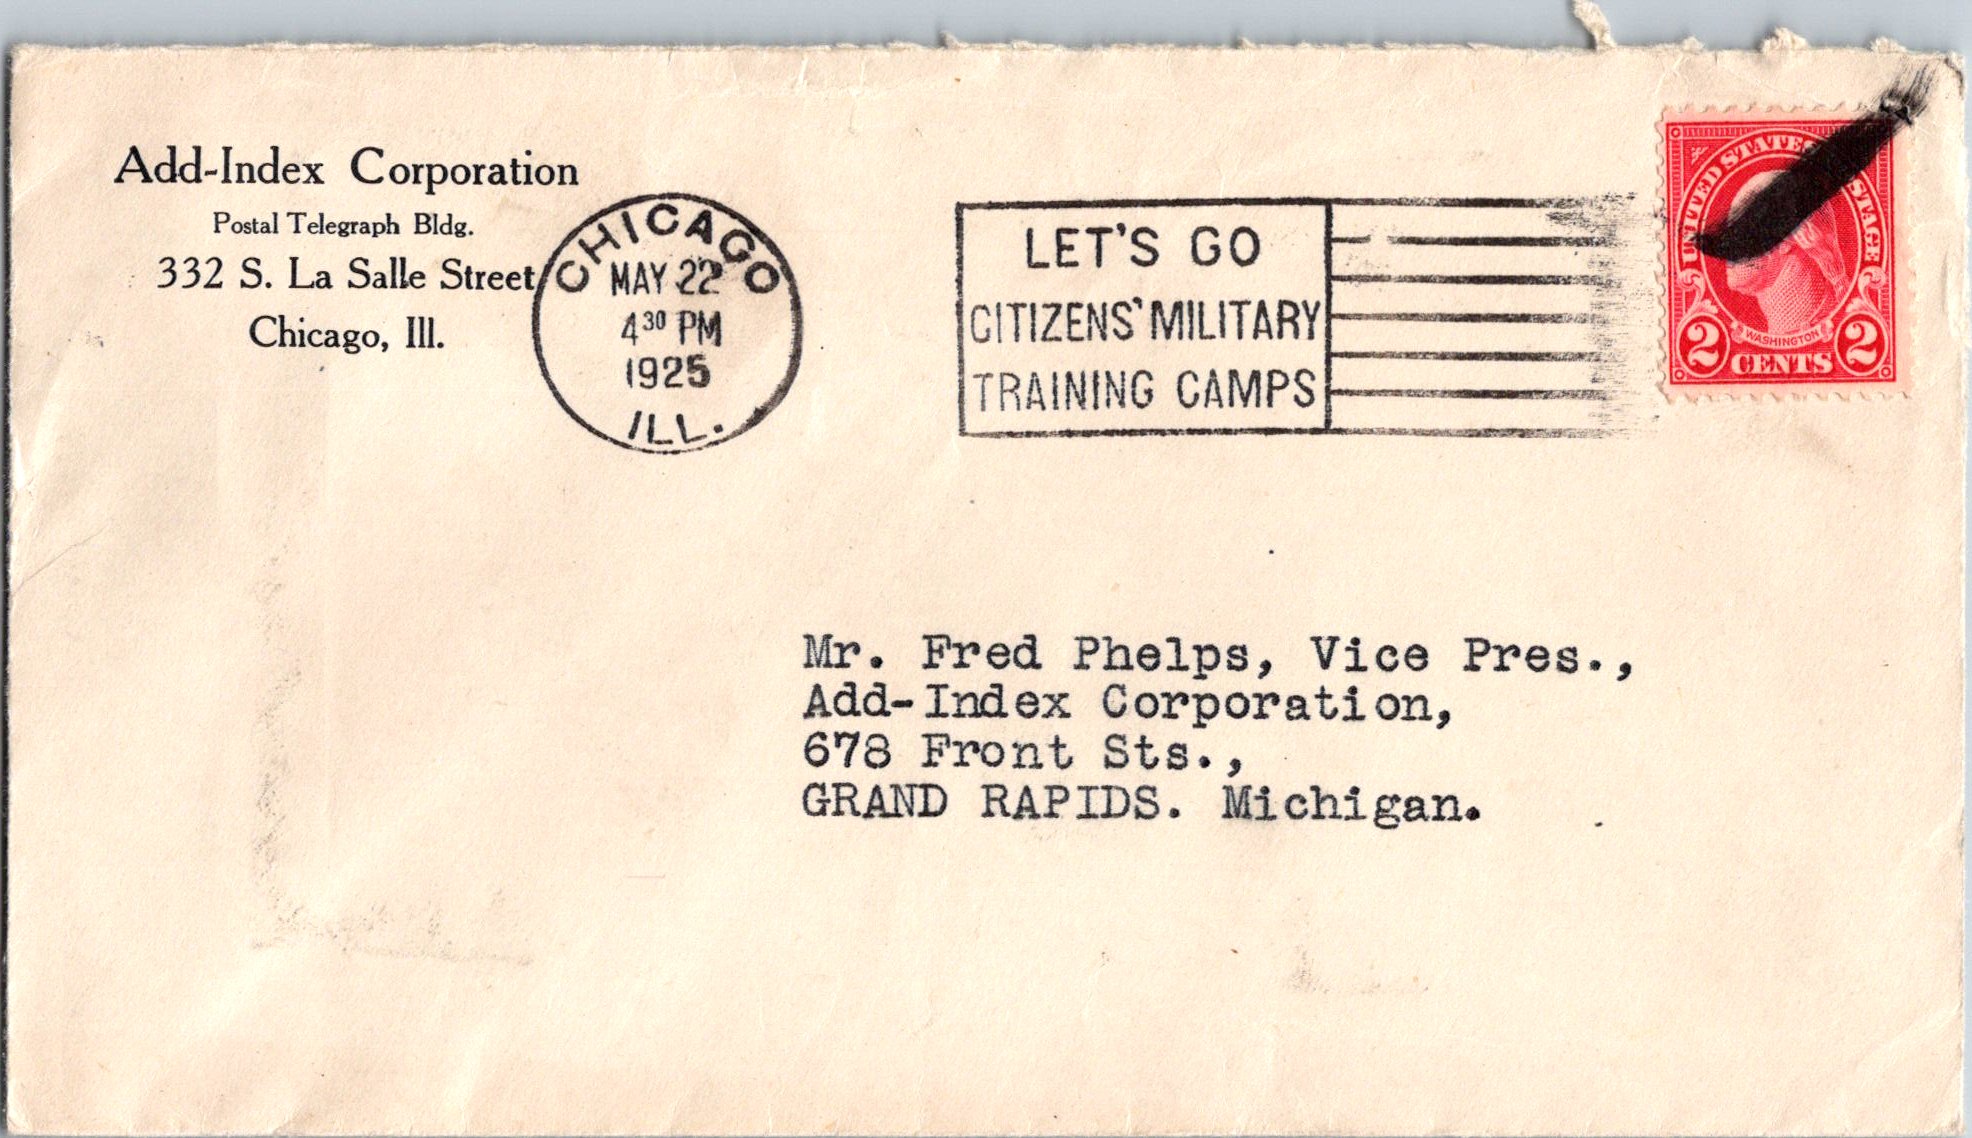 Add-Index Corporation
Postal Telegraph Bldg.
332 S. La Salle Street
Chicago, Ill.
CHICAGO
MAY 22
4 30 PM
1925
ILL.
LET'S GO
CITIZENS' MILITARY
TRAINING CAMPS
UNITED STATES POSTAGE
WASHINGTON
2 CENTS 2
Mr. Fred Phelps, Vice Pres.,
Add-Index Corporation,
678 Front Sts.,
GRAND RAPIDS. Michigan.